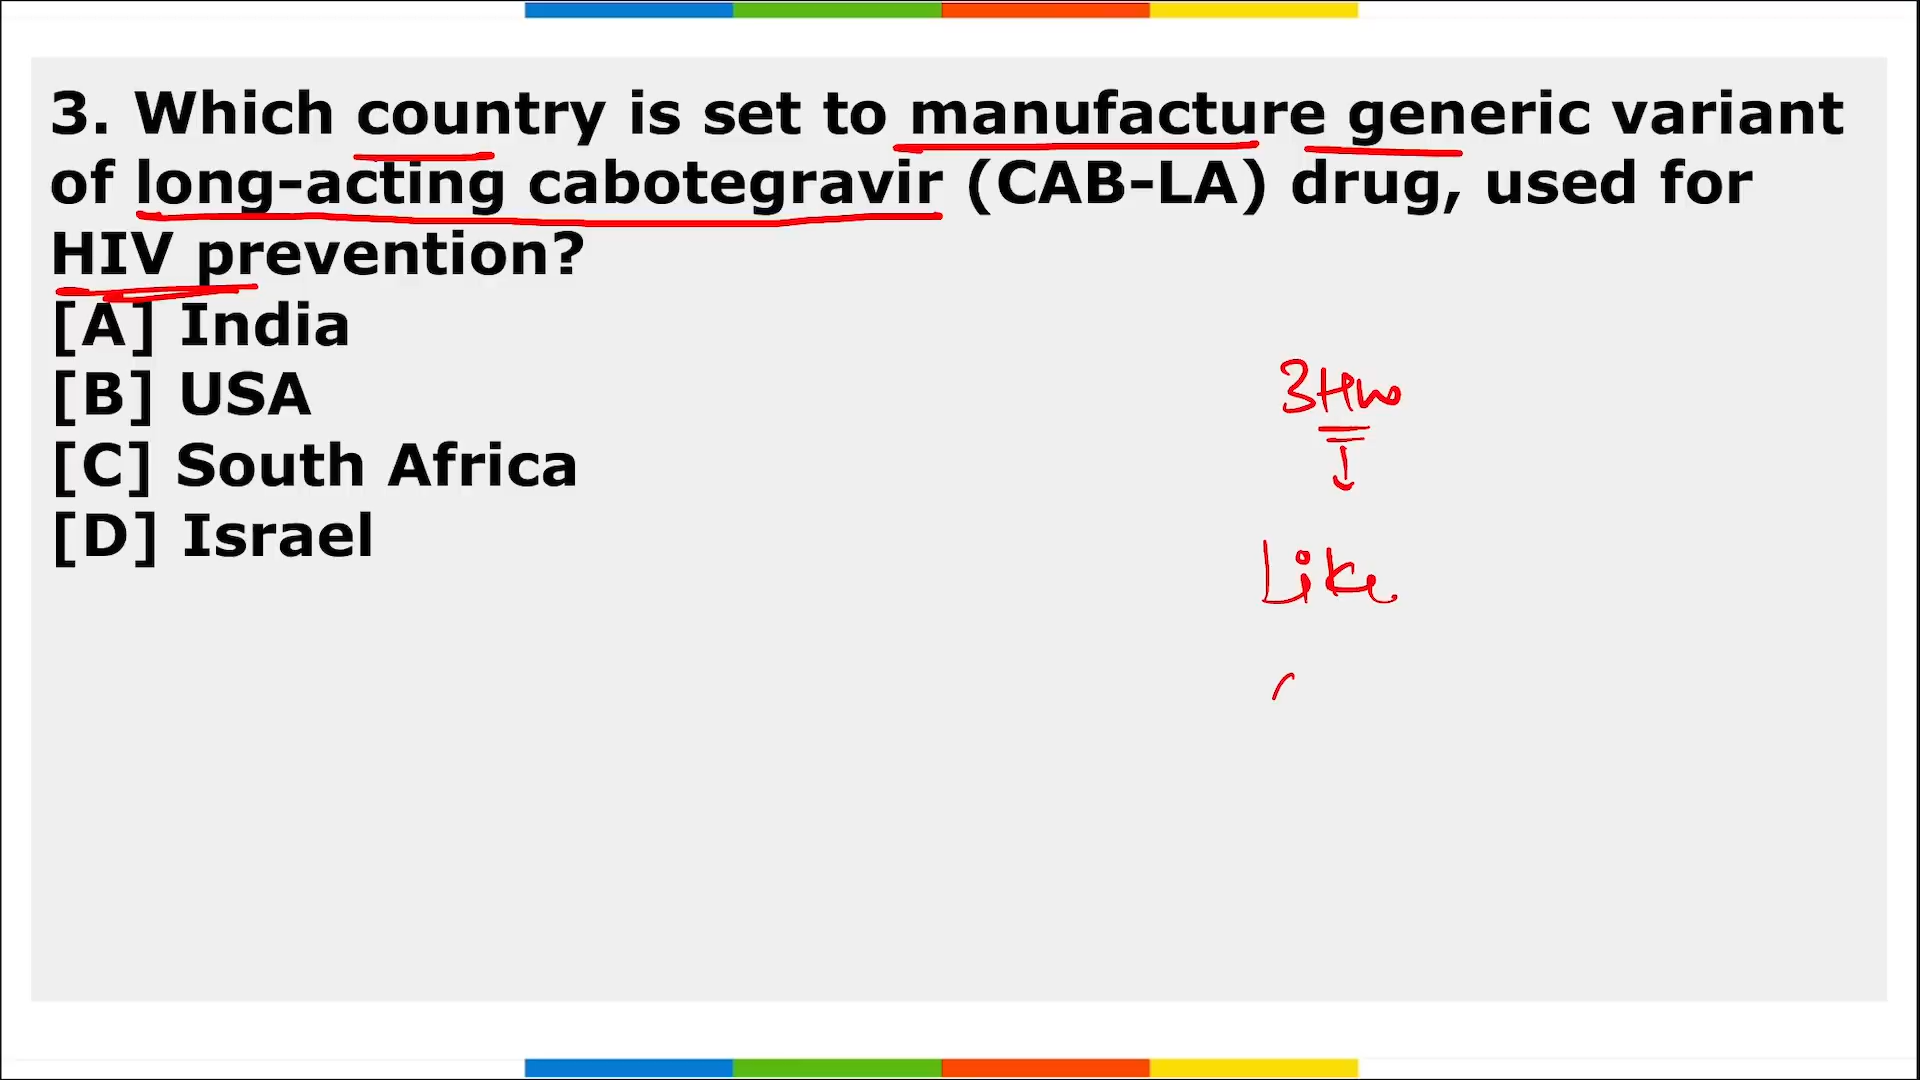 3. Which country is set to manufacture generic variant
of long-acting cabotegravir (CAB-LA) drug, used for
HIV prevention?
[A] India
[B] USA
[C] South Africa
[D] Israel
Like